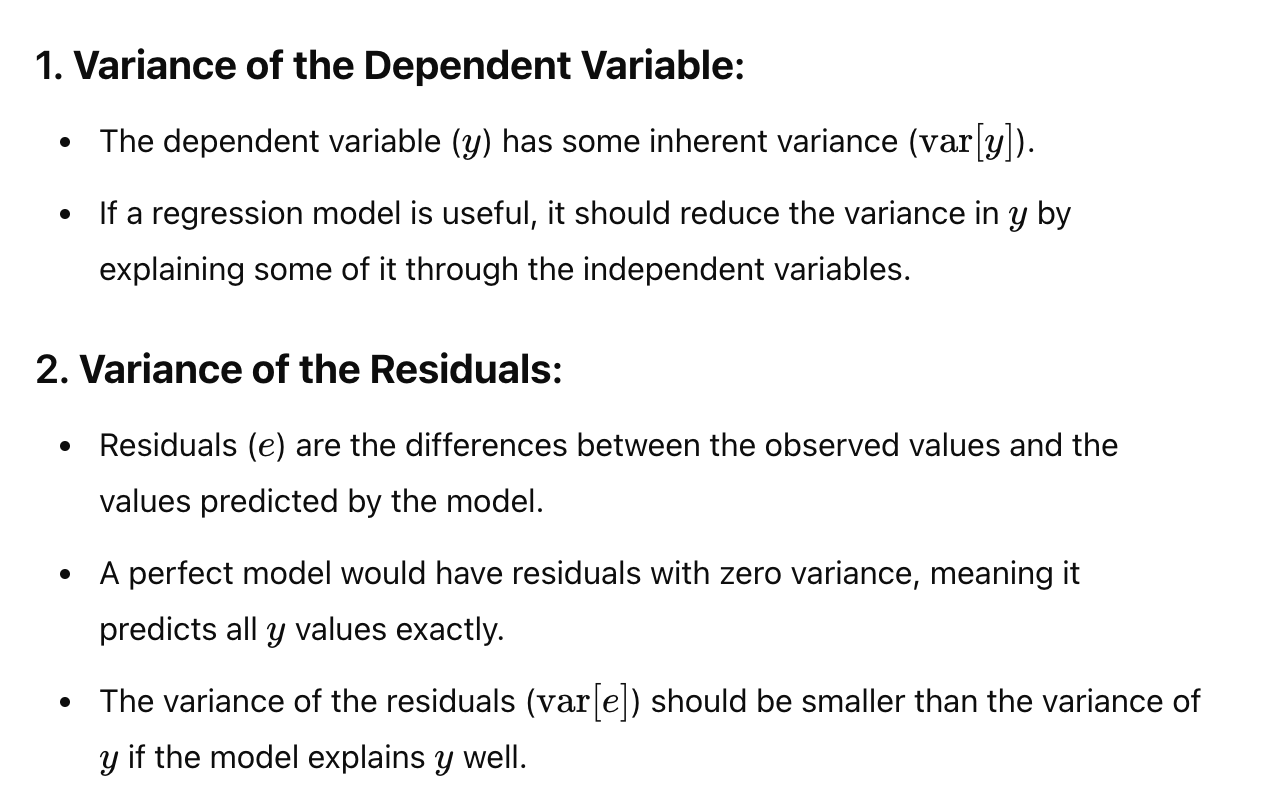 1. Variance of the Dependent Variable:
• The dependent variable (y) has some inherent variance (var[y]).
• If a regression model is useful, it should reduce the variance in y by
explaining some of it through the independent variables.
2. Variance of the Residuals:
• Residuals (e) are the differences between the observed values and the
values predicted by the model.
• A perfect model would have residuals with zero variance, meaning it
predicts all y values exactly.
• The variance of the residuals (var[e]) should be smaller than the variance of
y if the model explains y well.